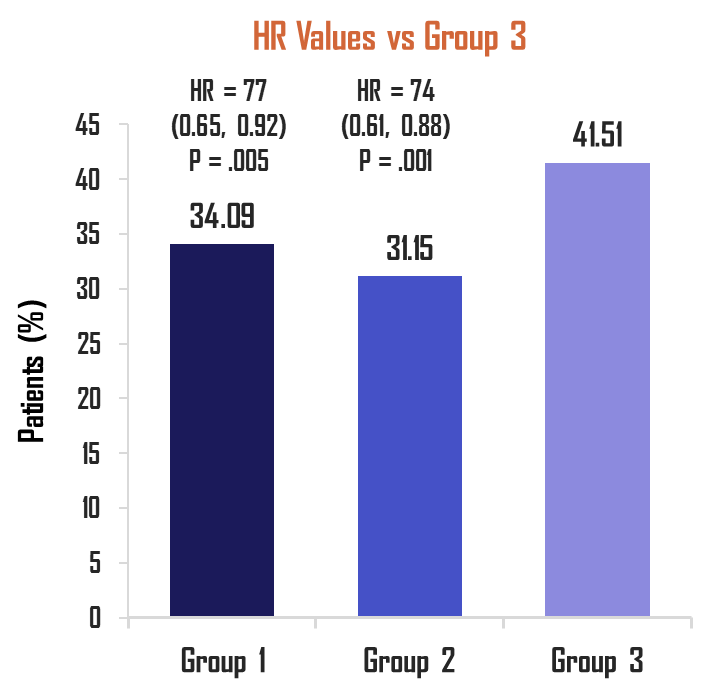 HR Values vs Group 3
HR = 77
(0.65, 0.92)
P = .005
HR = 74
(0.61, 0.88)
P = .001
45
40
35
30
25
20
15
10
5
0
Patients (%)
34.09
31.15
41.51
Group 1
Group 2
Group 3